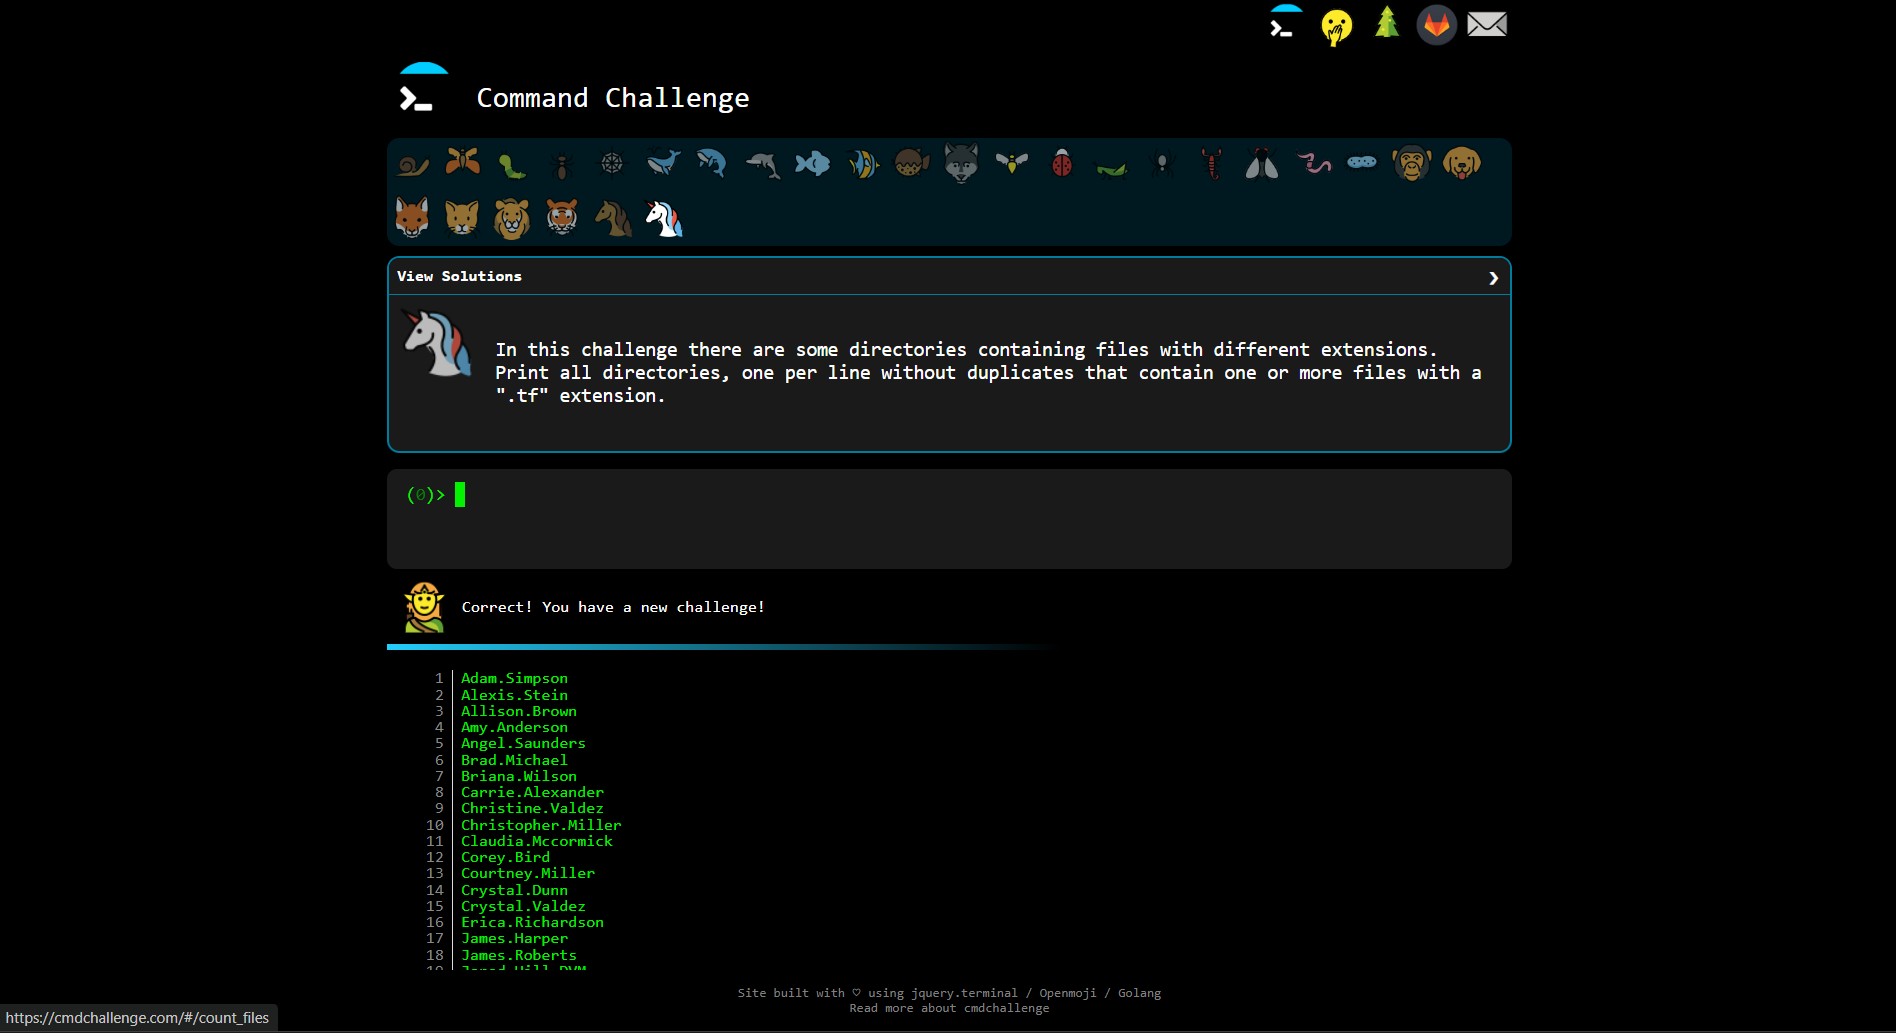 Command Challenge
View Solutions
In this challenge there are some directories containing files with different extensions.
Print all directories, one per line without duplicates that contain one or more files with a
".tf" extension.
(0)>
Correct! You have a new challenge!
1 Adam.Simpson
2 Alexis.Stein
3 Allison.Brown
4 Amy.Anderson
5 Angel.Saunders
6 Brad.Michael
7 Briana.Wilson
8 Carrie.Alexander
9 Christine.Valdez
10 Christopher.Miller
11 Claudia.Mccormick
12 Corey.Bird
13 Courtney.Miller
14 Crystal.Dunn
15 Crystal.Valdez
16 Erica.Richardson
17 James.Harper
18 James.Roberts
Site built with ♡ using jquery.terminal / Openmoji / Golang
Read more about cmdchallenge
https://cmdchallenge.com/#/count_files